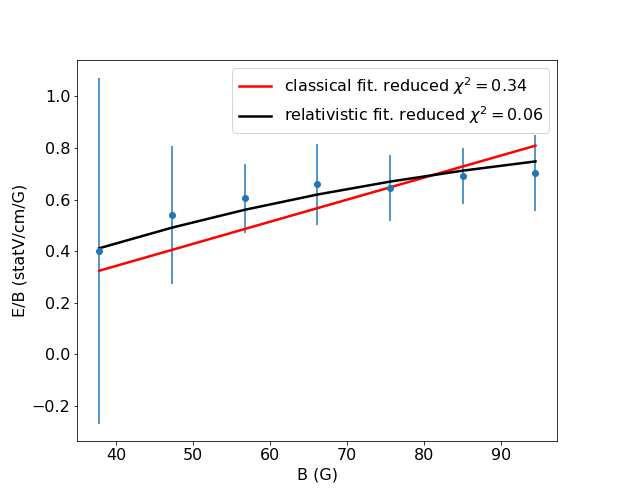 classical fit. reduced χ² = 0.34
relativistic fit. reduced χ² = 0.06
1.0
0.8
0.6
0.4
0.2
0.0
−0.2
E/B (statV/cm/G)
40 50 60 70 80 90
B (G)